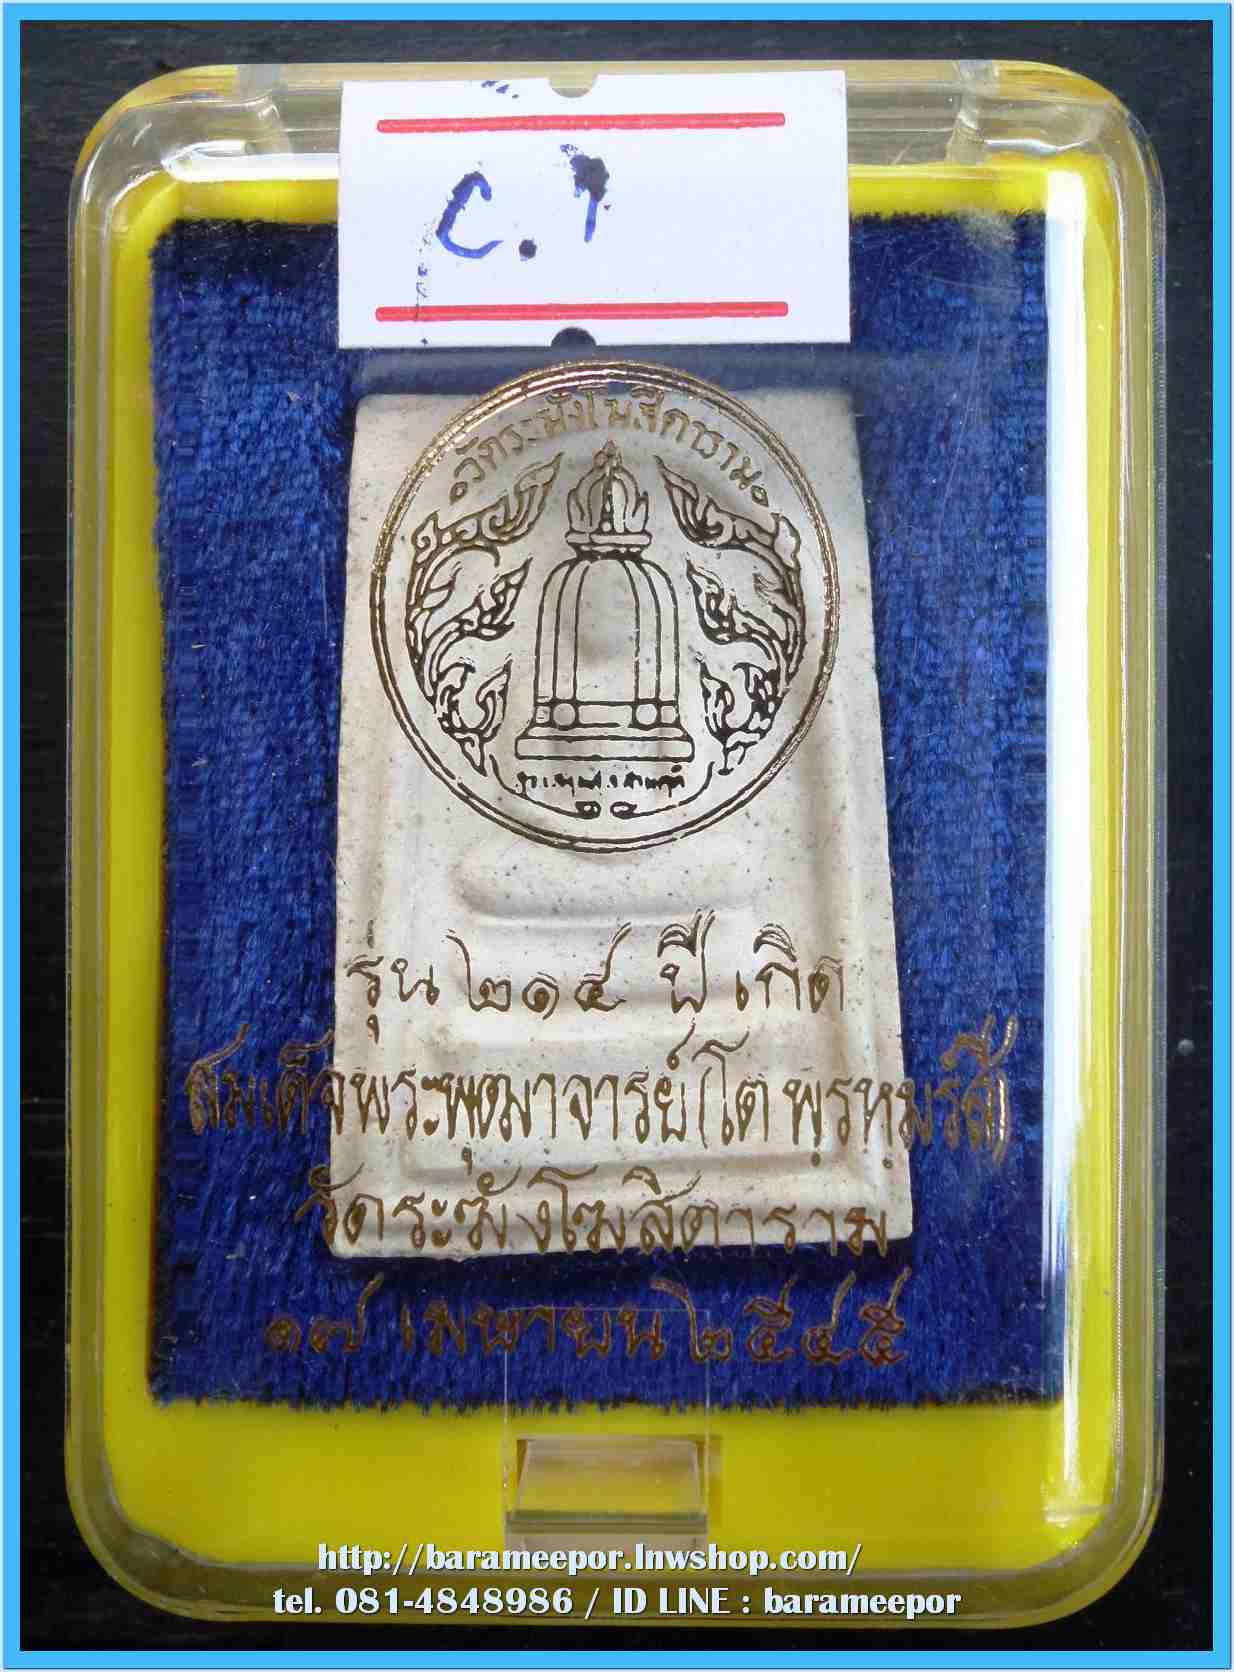 c.1
วัดระฆังโฆสิตาราม
๑๔
รุ่น ๒๑๔ ปี เกิด
สมเด็จพระพุฒาจารย์ (โต พฺรหฺมรํสี)
วัดระฆังโฆสิตาราม
๑๗ เมษายน ๒๕๔๕
http://barameepor.lnwshop.com/
tel. 081-4848986 / ID LINE : barameepor